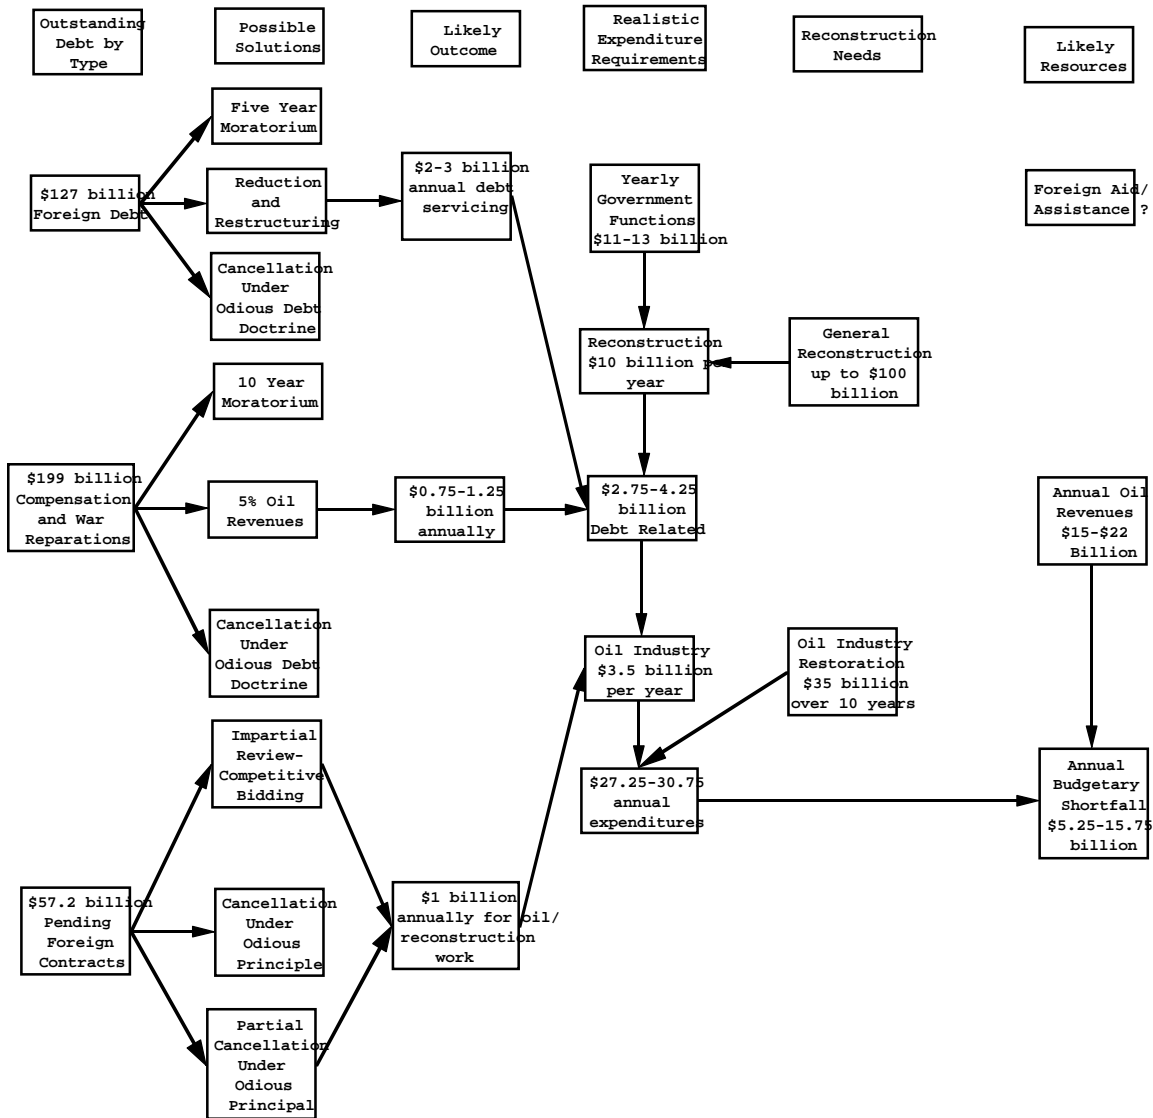 Outstanding
Debt by
Type
Possible
Solutions
Likely
Outcome
Realistic
Expenditure
Requirements
Reconstruction
Needs
Likely
Resources
Five Year
Moratorium
$127 billion
Foreign Debt
Reduction
and
Restructuring
$2-3 billion
annual debt
servicing
Yearly
Government
Functions
$11-13 billion
Foreign Aid/
Assistance ?
Cancellation
Under
Odious Debt
Doctrine
Reconstruction
$10 billion per
year
General
Reconstruction
up to $100
billion
10 Year
Moratorium
$199 billion
Compensation
and War
Reparations
5% Oil
Revenues
$0.75-1.25
billion
annually
$2.75-4.25
billion
Debt Related
Annual Oil
Revenues
$15-$22
Billion
Cancellation
Under
Odious Debt
Doctrine
Oil Industry
$3.5 billion
per year
Oil Industry
Restoration
$35 billion
over 10 years
Impartial
Review-
Competitive
Bidding
$27.25-30.75
annual
expenditures
Annual
Budgetary
Shortfall
$5.25-15.75
billion
$57.2 billion
Pending
Foreign
Contracts
Cancellation
Under
Odious
Principle
$1 billion
annually for oil/
reconstruction
work
Partial
Cancellation
Under
Odious
Principal